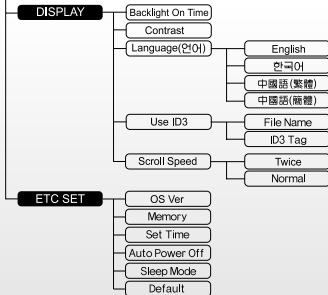 DISPLAY
Backlight On Time
Contrast
Language(언어)
English
한국어
中國語(繁體)
中國語(簡體)
Use ID3
File Name
ID3 Tag
Scroll Speed
Twice
Normal
ETC SET
OS Ver
Memory
Set Time
Auto Power Off
Sleep Mode
Default